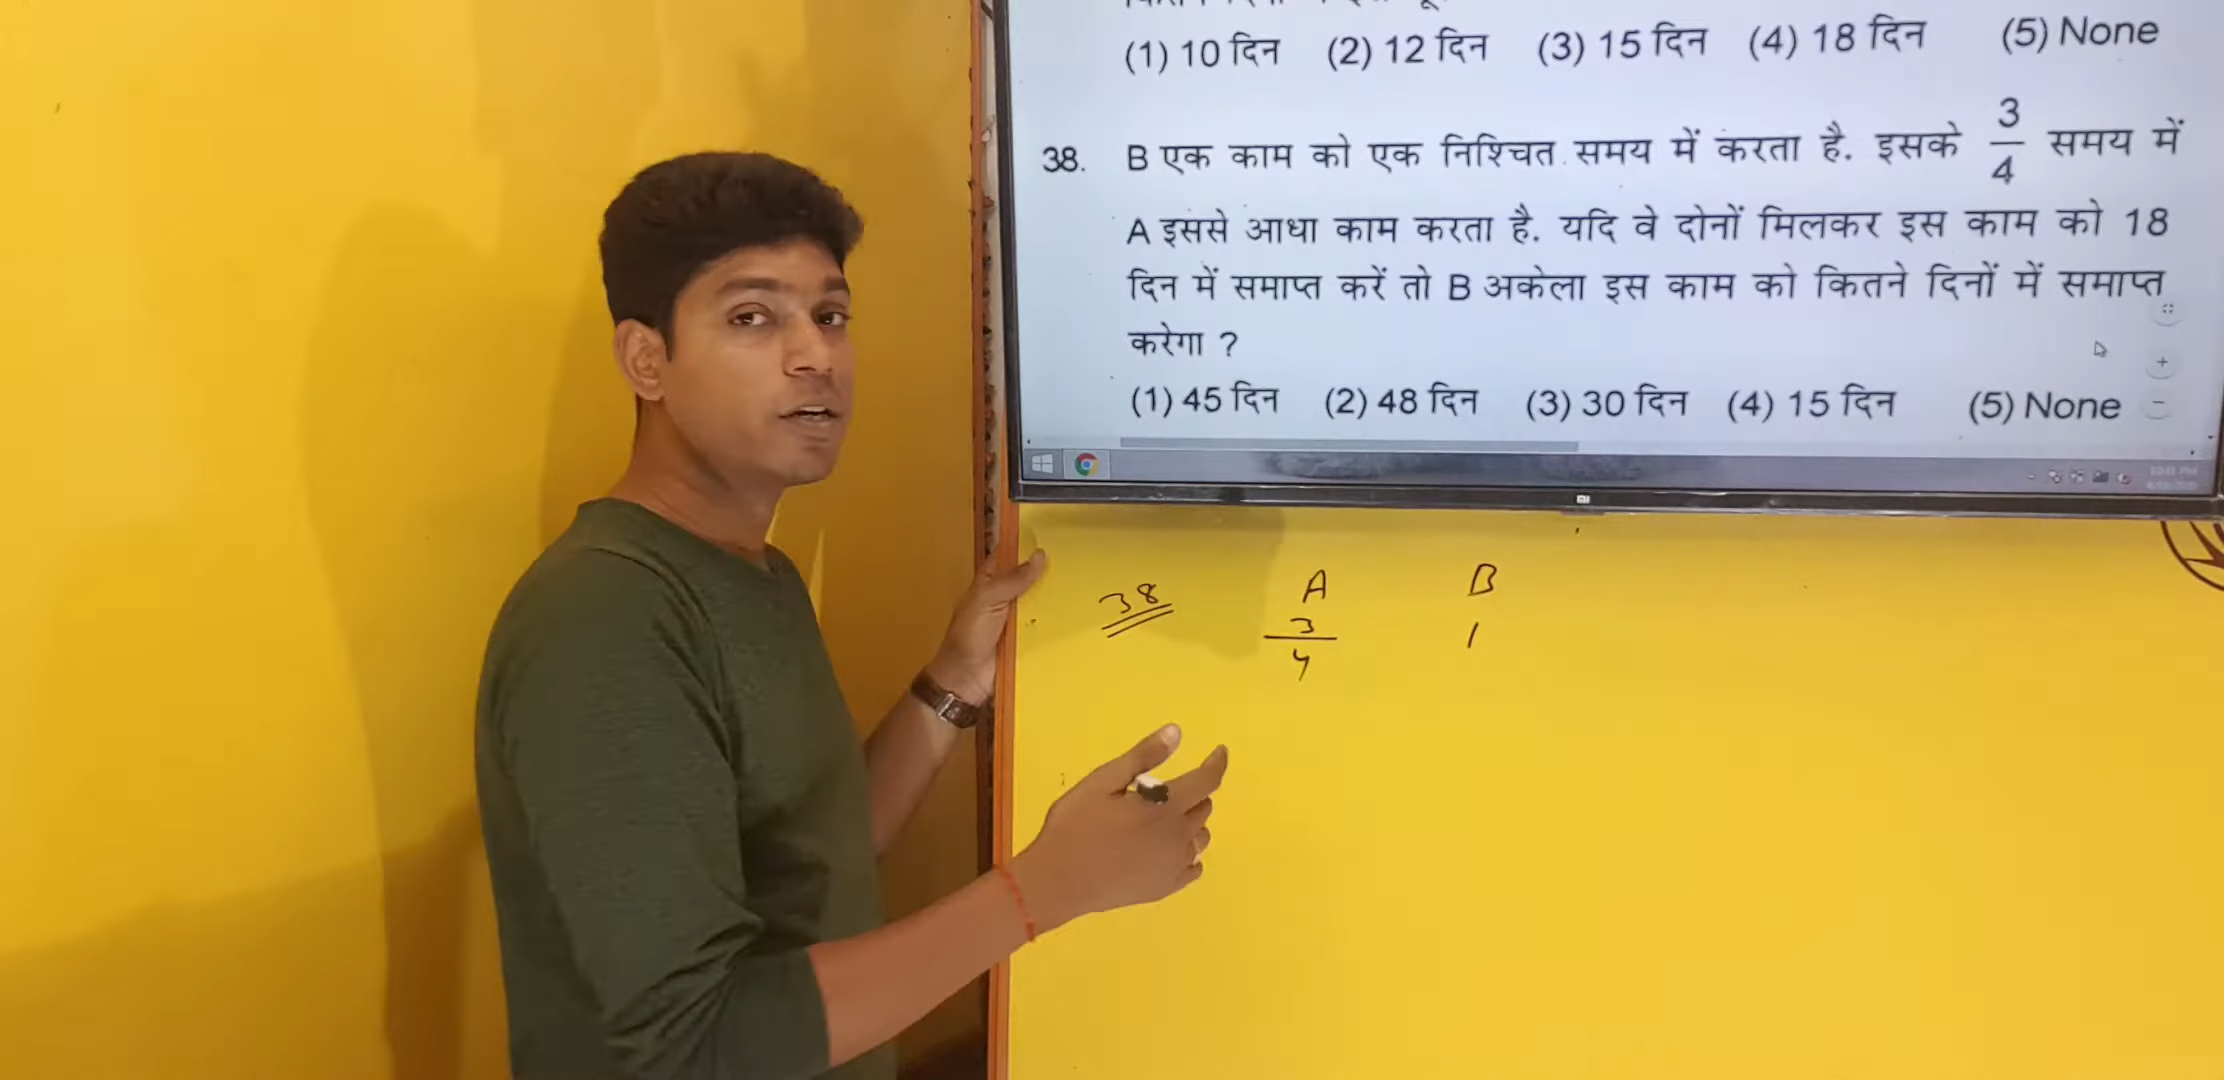 (1) 10 दिन (2) 12 दिन (3) 15 दिन (4) 18 दिन (5) None
38. B एक काम को एक निश्चित समय में करता है. इसके 3/4 समय में
A इससे आधा काम करता है. यदि वे दोनों मिलकर इस काम को 18
दिन में समाप्त करें तो B अकेला इस काम को कितने दिनों में समाप्त
करेगा ?
(1) 45 दिन (2) 48 दिन (3) 30 दिन (4) 15 दिन (5) None
mi
38 A B
3/4 1